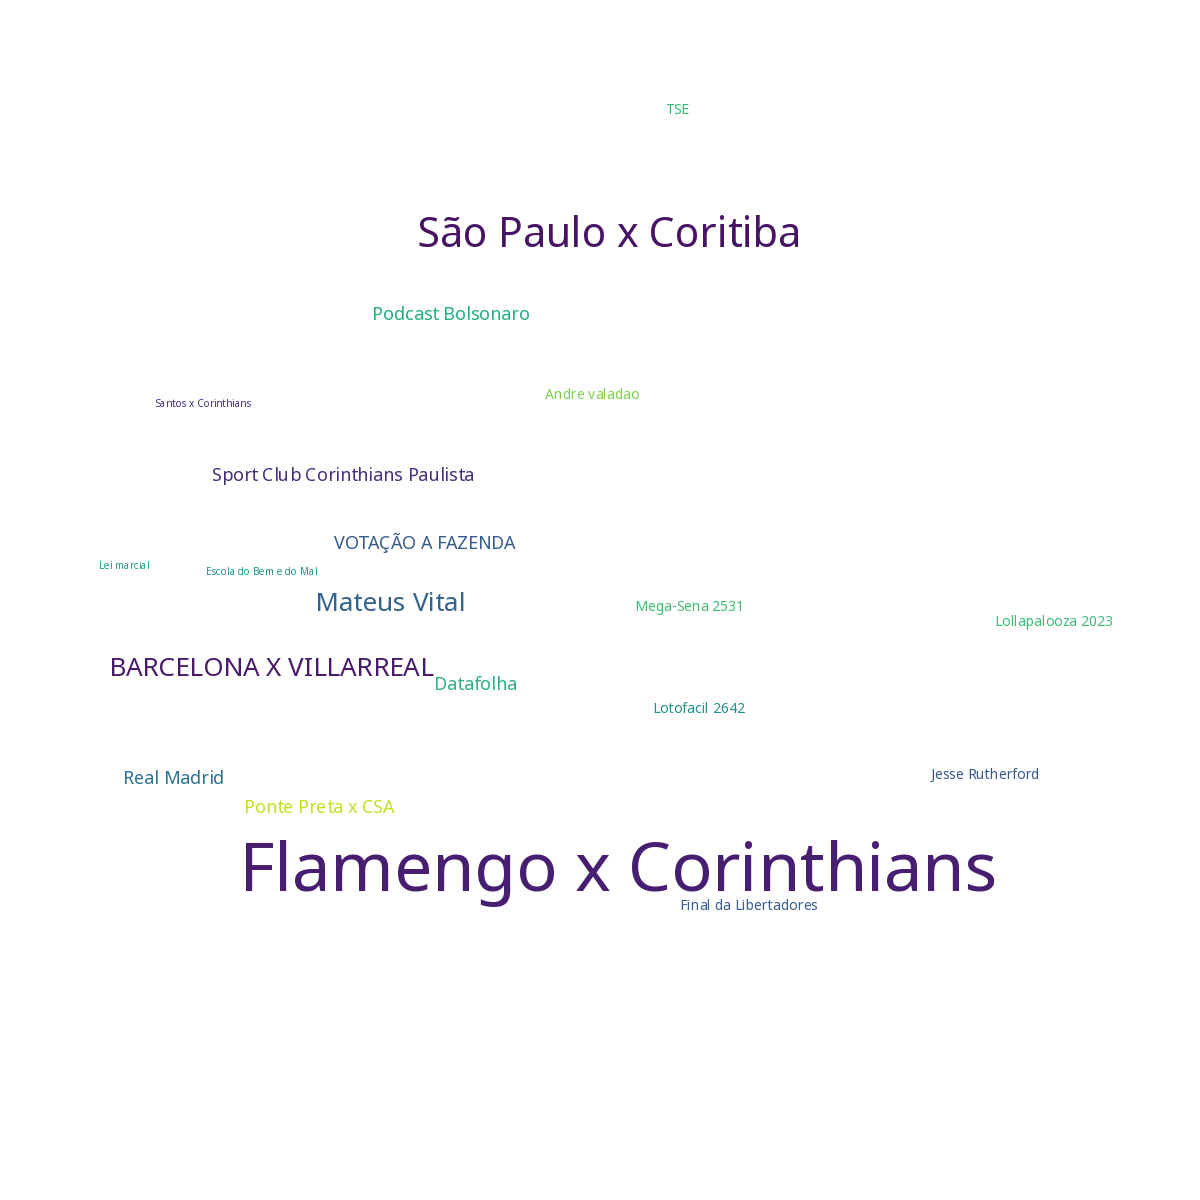 TSE
São Paulo x Coritiba
Podcast Bolsonaro
Andre valadao
Santos x Corinthians
Sport Club Corinthians Paulista
VOTAÇÃO A FAZENDA
Lei marcial
Escola do Bem e do Mal
Mateus Vital
Mega-Sena 2531
Lollapalooza 2023
BARCELONA X VILLARREAL
Datafolha
Lotofacil 2642
Real Madrid
Jesse Rutherford
Ponte Preta x CSA
Flamengo x Corinthians
Final da Libertadores